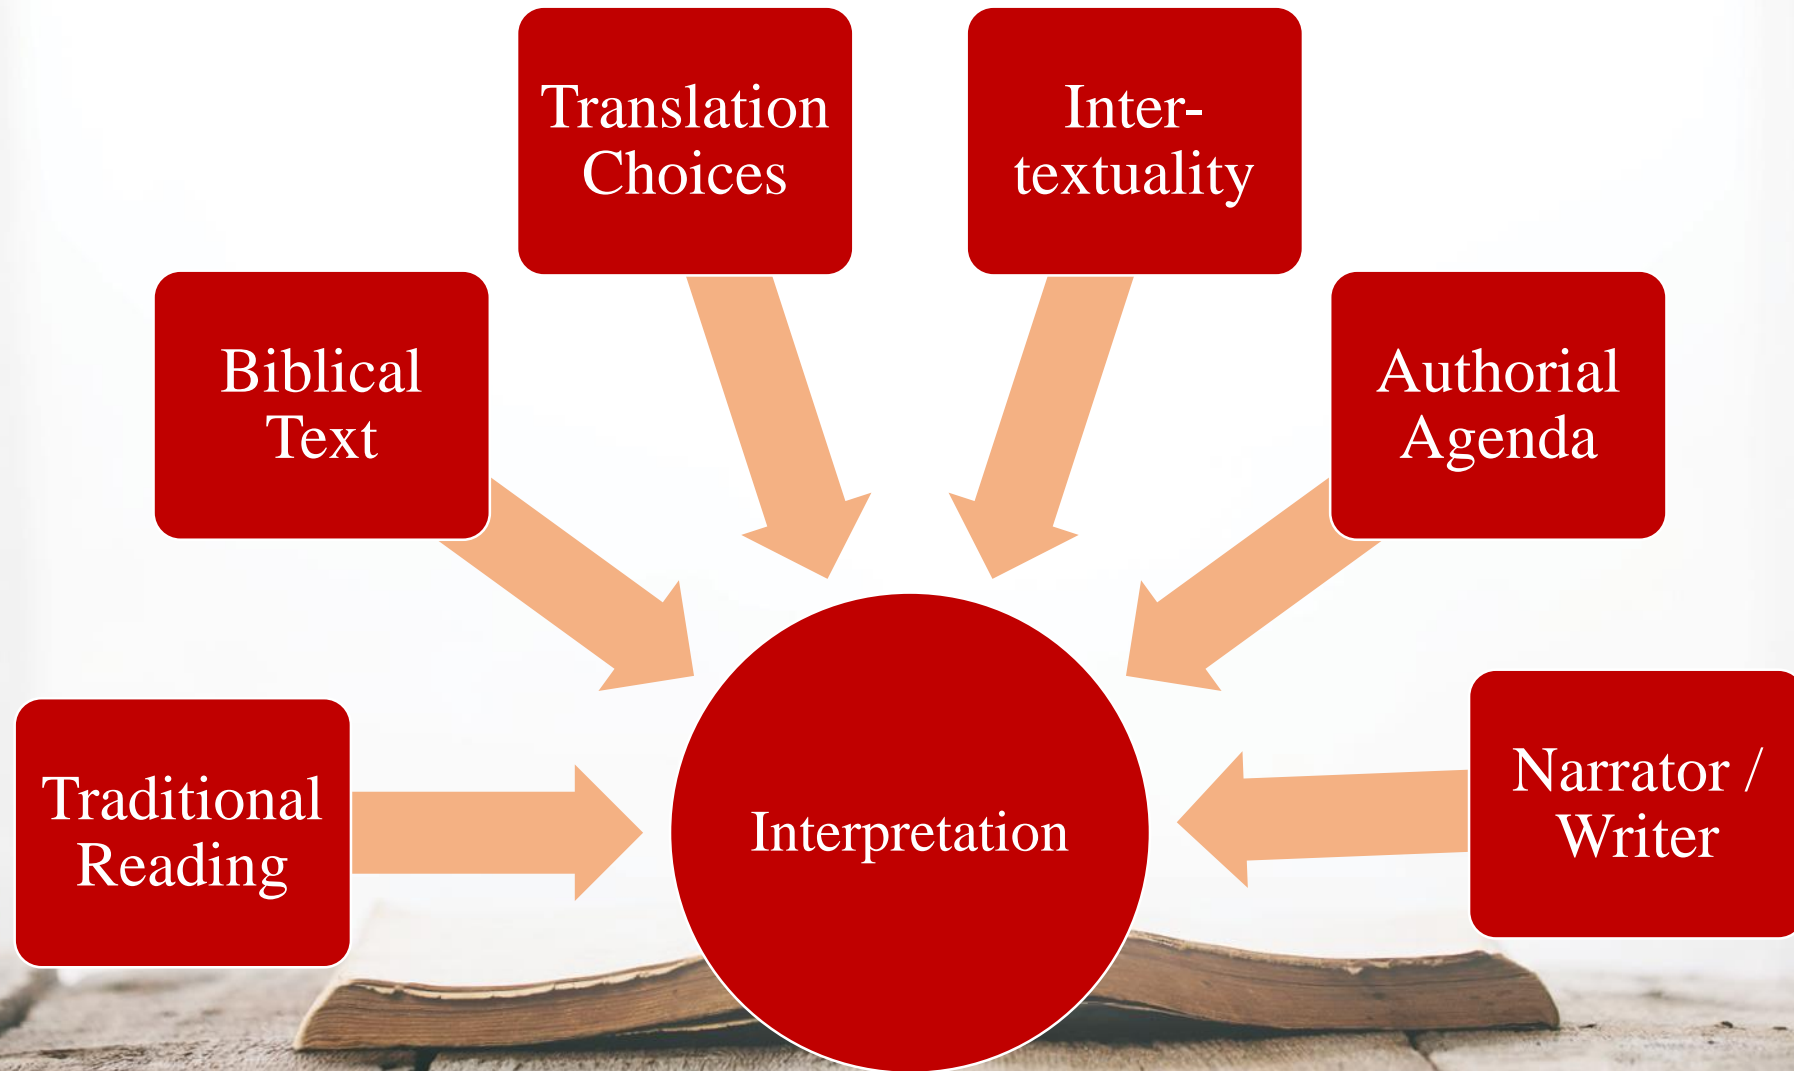 Translation
Choices
Inter-
textuality
Biblical
Text
Authorial
Agenda
Traditional
Reading
Interpretation
Narrator /
Writer